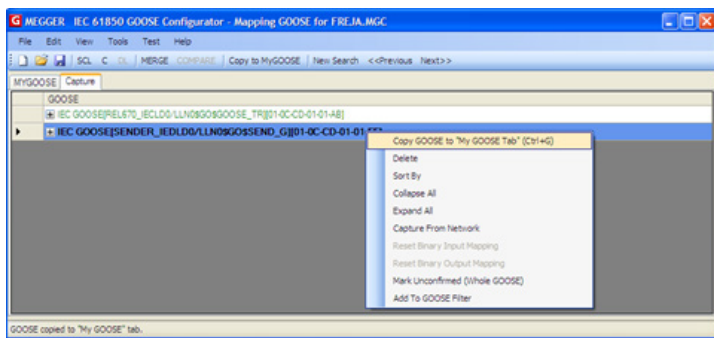 G MEGGER IEC 61850 GOOSE Configurator - Mapping GOOSE for FREJA.MGC
File Edit View Tools Test Help
SCL C DL MERGE COMPARE Copy to MyGOOSE New Search <<Previous Next>>
MYGOOSE Capture
GOOSE
IEC GOOSE[REL670_IECLD0/LLN0$GO$GOOSE_TR][01-0C-CD-01-01-AB]
IEC GOOSE[SENDER_IEDLD0/LLN0$GO$SEND_G][01-0C-CD-01-01-
Copy GOOSE to "My GOOSE Tab" (Ctrl+G)
Delete
Sort By
Collapse All
Expand All
Capture From Network
Reset Binary Input Mapping
Reset Binary Output Mapping
Mark Unconfirmed (Whole GOOSE)
Add To GOOSE Filter
GOOSE copied to "My GOOSE" tab.